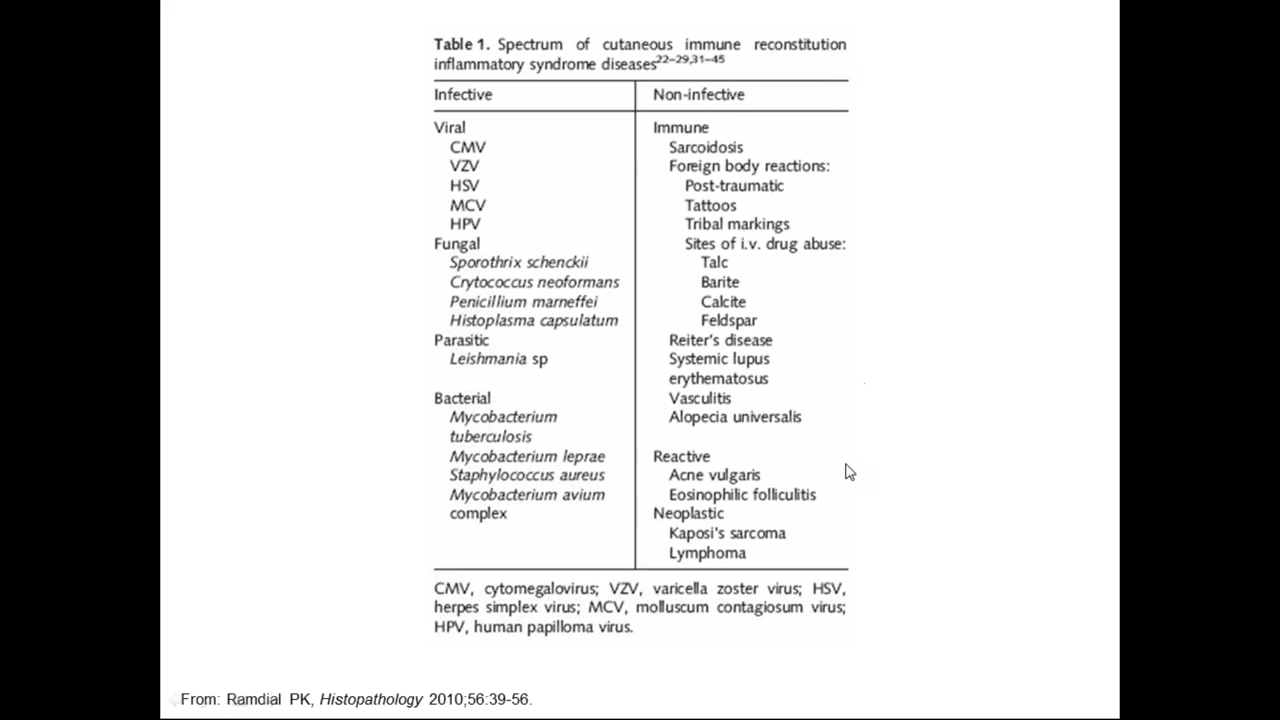 Table 1. Spectrum of cutaneous immune reconstitution
inflammatory syndrome diseases22–29,31–45
Infective
Viral
CMV
VZV
HSV
MCV
HPV
Fungal
Sporothrix schenckii
Crytococcus neoformans
Penicillium marneffei
Histoplasma capsulatum
Parasitic
Leishmania sp
Bacterial
Mycobacterium
tuberculosis
Mycobacterium leprae
Staphylococcus aureus
Mycobacterium avium
complex
Non-infective
Immune
Sarcoidosis
Foreign body reactions:
Post-traumatic
Tattoos
Tribal markings
Sites of i.v. drug abuse:
Talc
Barite
Calcite
Feldspar
Reiter's disease
Systemic lupus
erythematosus
Vasculitis
Alopecia universalis
Reactive
Acne vulgaris
Eosinophilic folliculitis
Neoplastic
Kaposi's sarcoma
Lymphoma
CMV, cytomegalovirus; VZV, varicella zoster virus; HSV,
herpes simplex virus; MCV, molluscum contagiosum virus;
HPV, human papilloma virus.
From: Ramdial PK, Histopathology 2010;56:39-56.